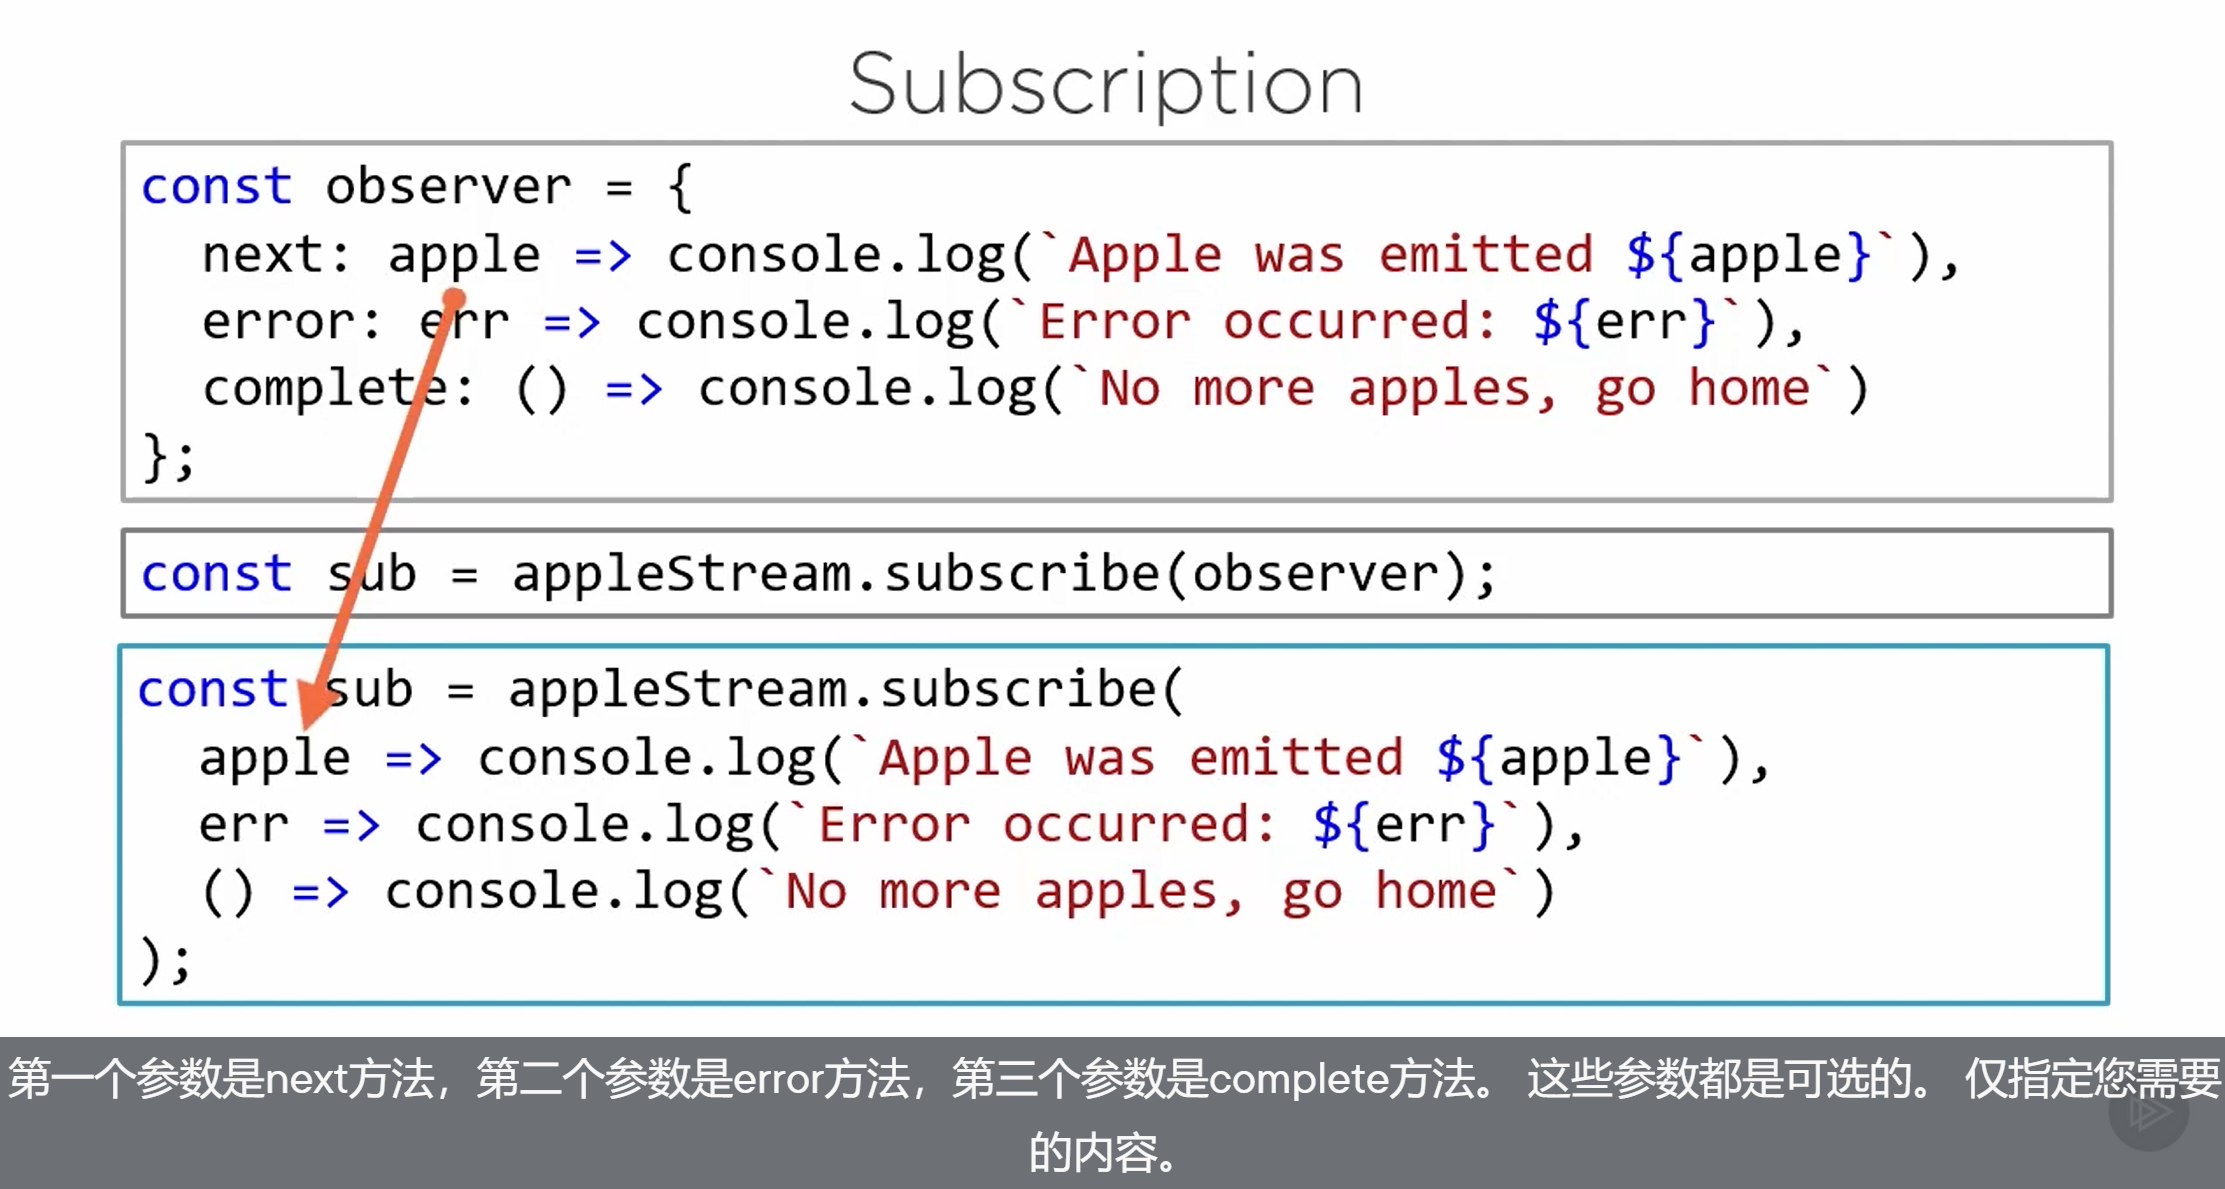 Subscription
const observer = {
  next: apple => console.log(`Apple was emitted ${apple}`),
  error: err => console.log(`Error occurred: ${err}`),
  complete: () => console.log(`No more apples, go home`)
};
const sub = appleStream.subscribe(observer);
const sub = appleStream.subscribe(
  apple => console.log(`Apple was emitted ${apple}`),
  err => console.log(`Error occurred: ${err}`),
  () => console.log(`No more apples, go home`)
);
第一个参数是next方法，第二个参数是error方法，第三个参数是complete方法。 这些参数都是可选的。 仅指定您需要
的内容。